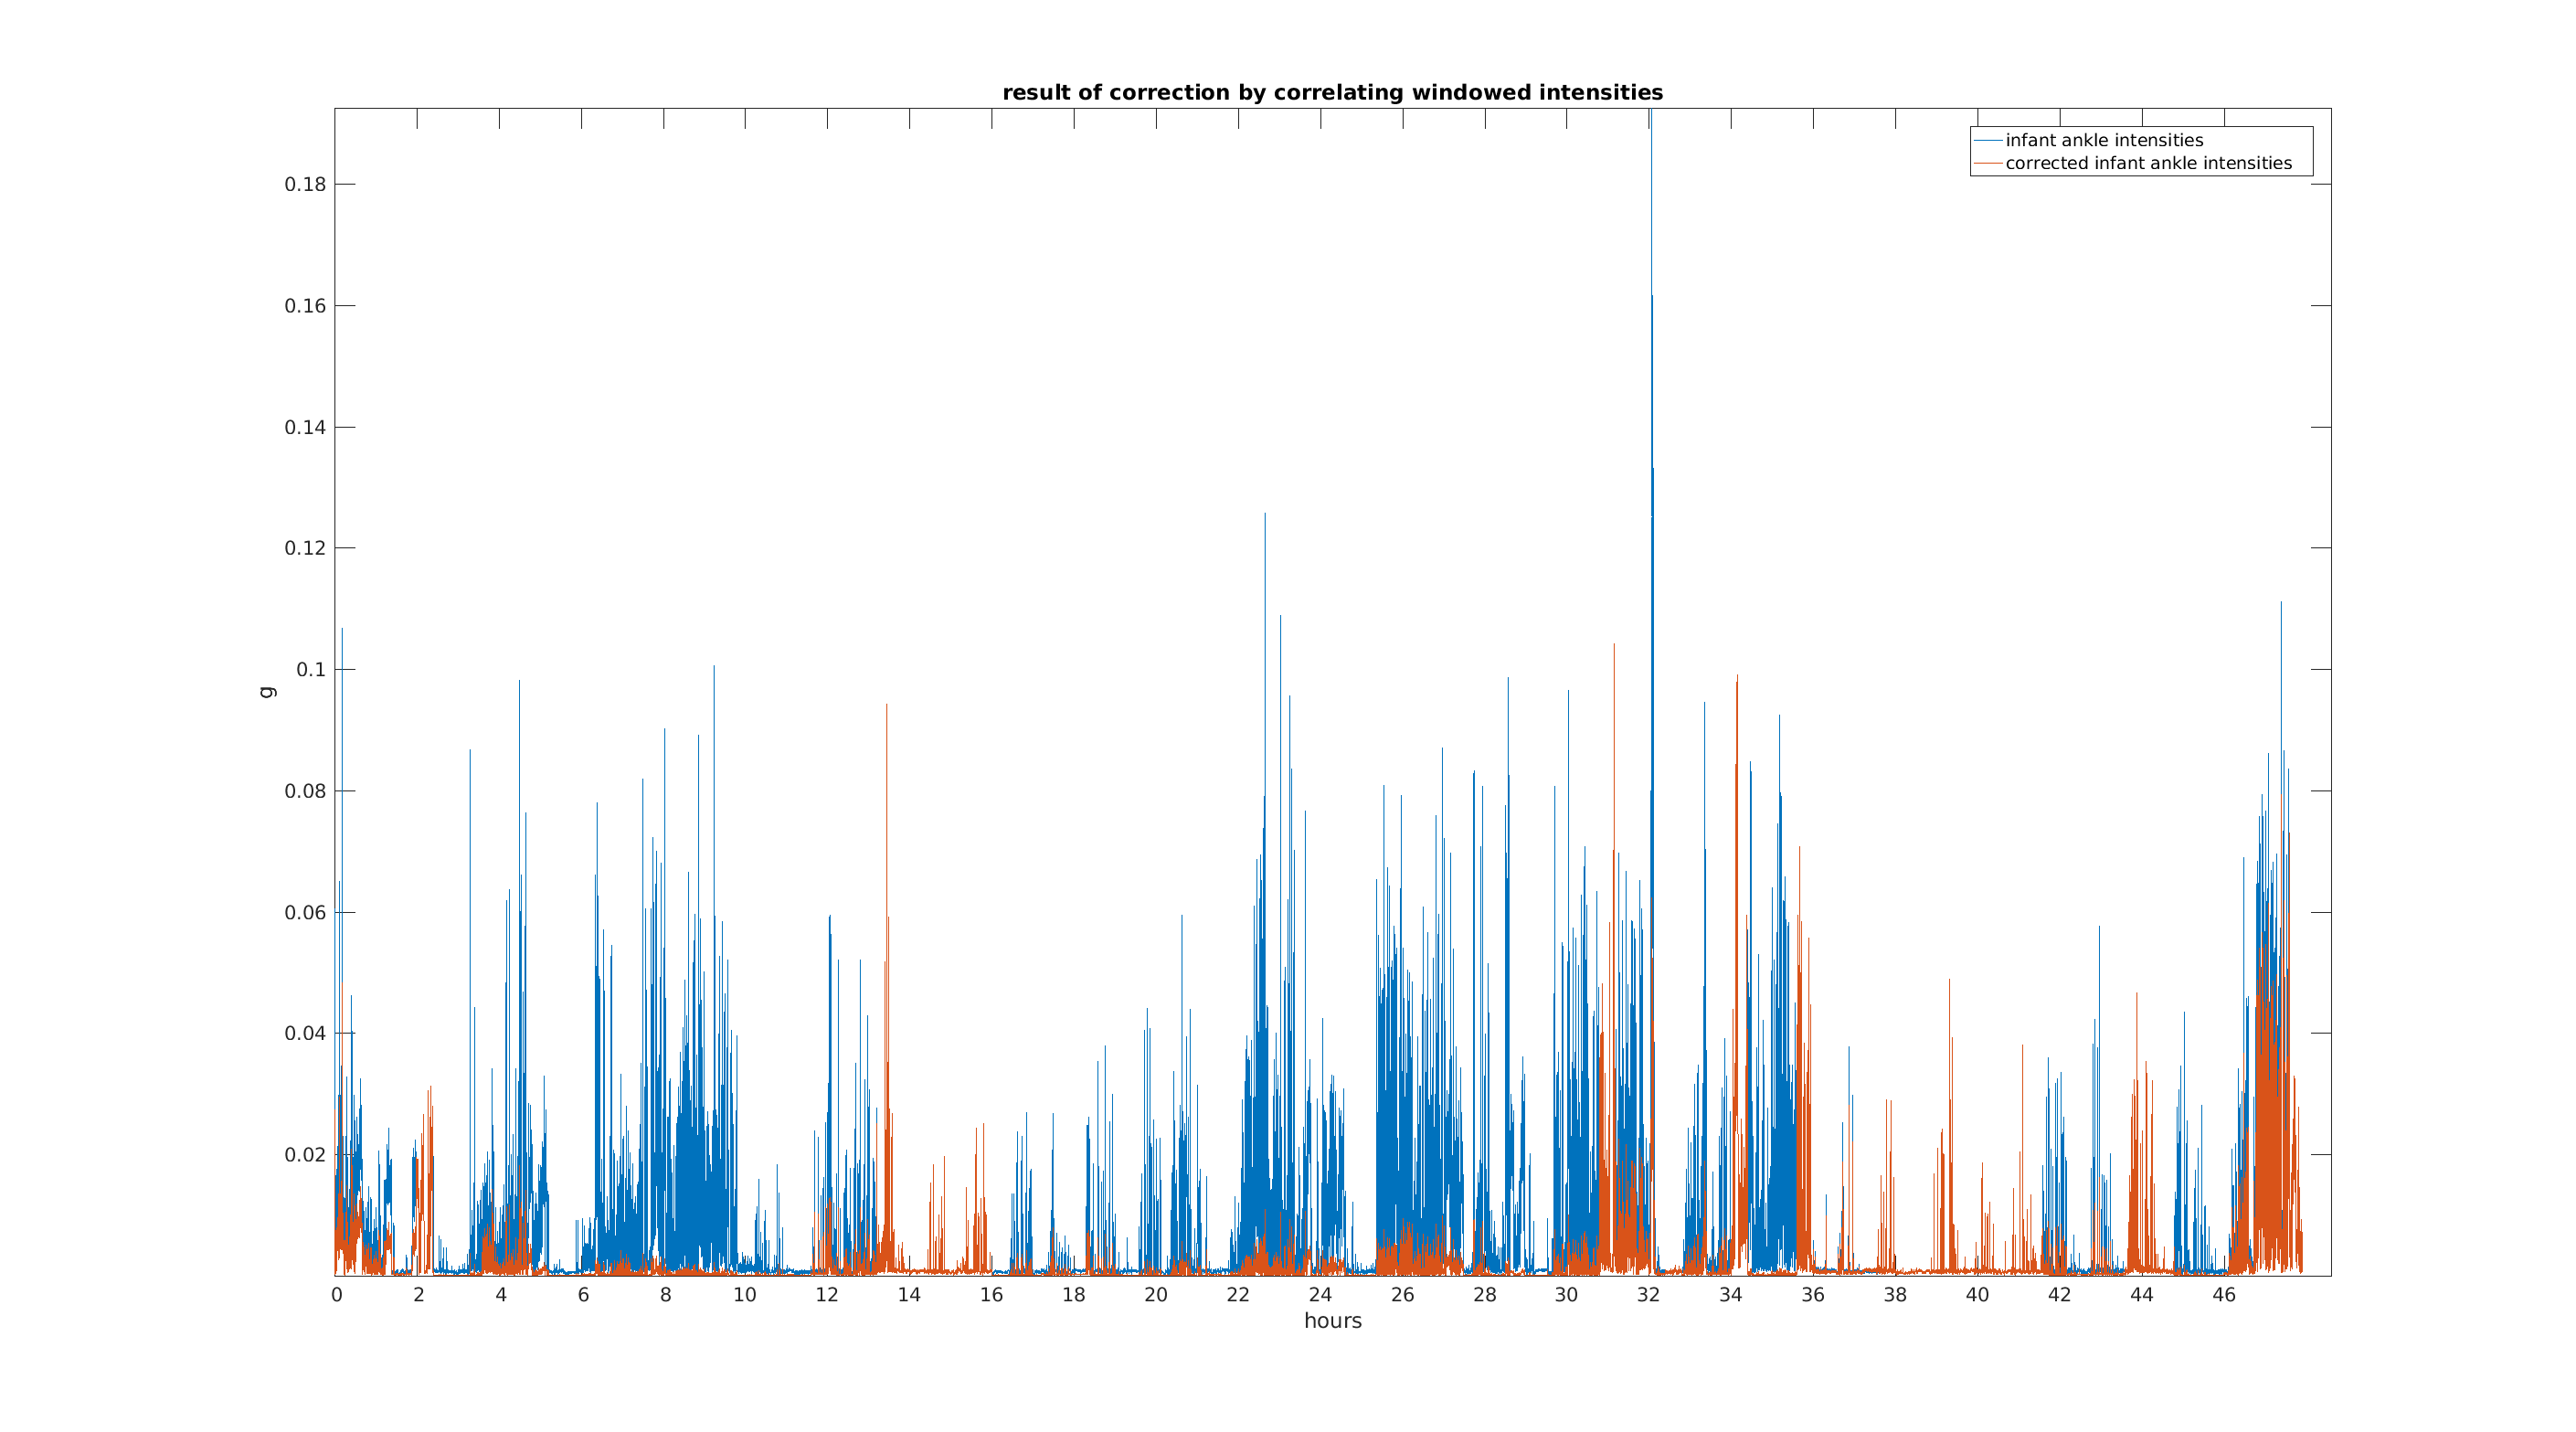 result of correction by correlating windowed intensities
infant ankle intensities
corrected infant ankle intensities
0.18
0.16
0.14
0.12
0.1
0.08
0.06
0.04
0.02
g
0 2 4 6 8 10 12 14 16 18 20 22 24 26 28 30 32 34 36 38 40 42 44 46
hours